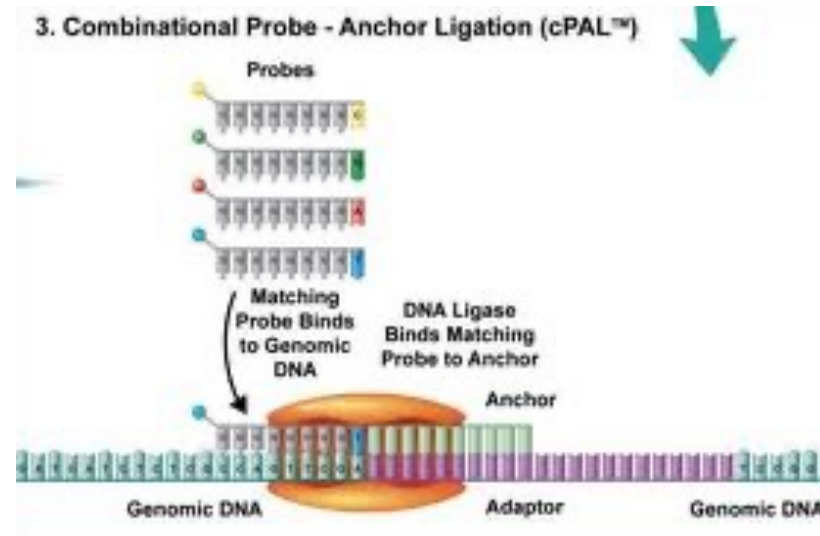 3. Combinational Probe - Anchor Ligation (cPAL™)
Probes
Matching
Probe Binds
to Genomic
DNA
DNA Ligase
Binds Matching
Probe to Anchor
Anchor
Genomic DNA
Adaptor
Genomic DNA